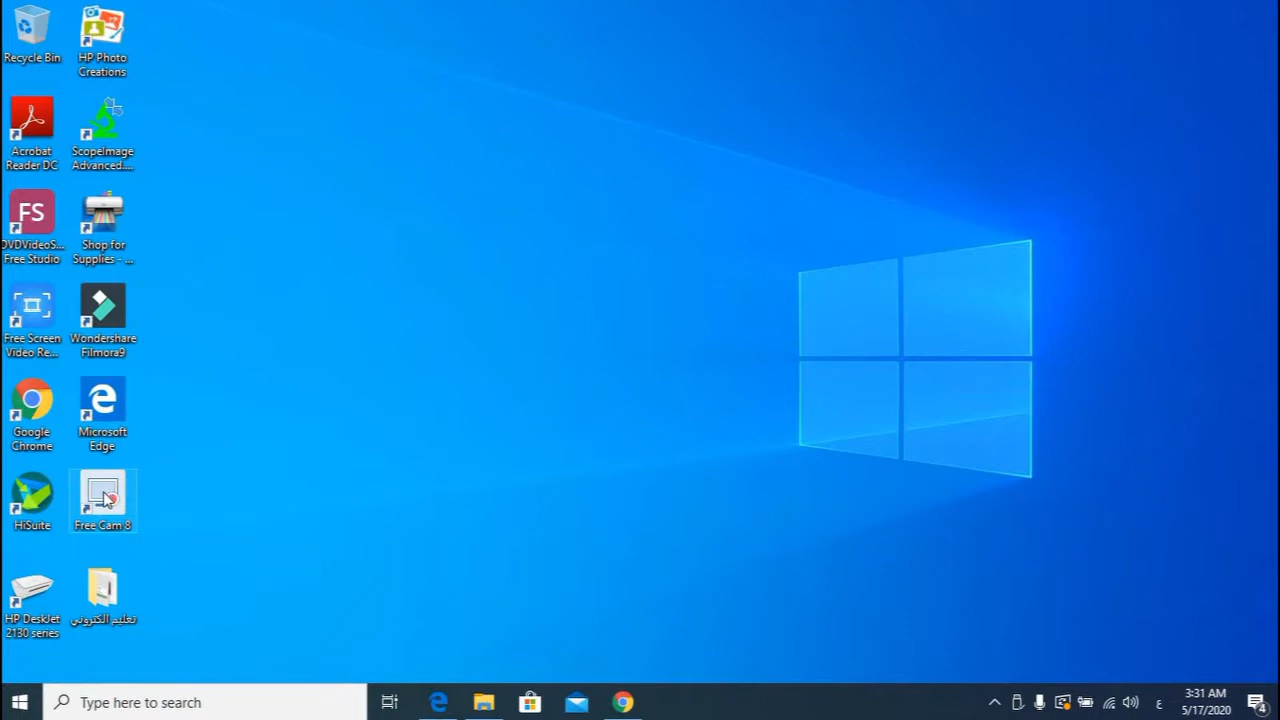 Recycle Bin
HP Photo
Creations
Acrobat
Reader DC
ScopeImage
Advanced....
FS
DVDVideoS...
Free Studio
Shop for
Supplies - ...
Free Screen
Video Re...
Wondershare
Filmora9
Google
Chrome
Microsoft
Edge
HiSuite
Free Cam 8
HP DeskJet
2130 series
تعليم الكتروني
Type here to search
ع
3:31 AM
5/17/2020
4